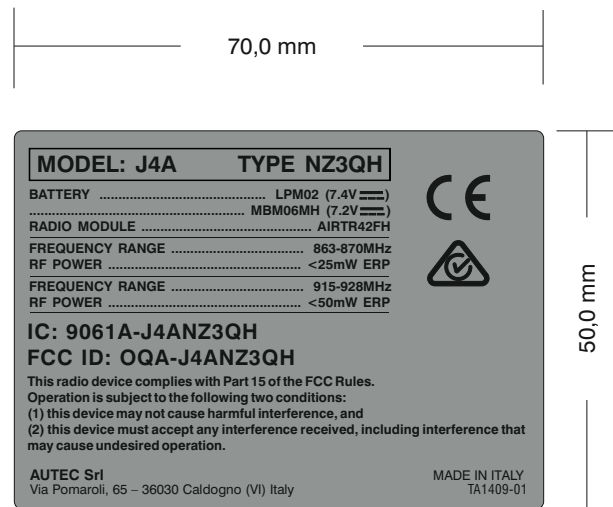 70,0 mm
MODEL: J4A TYPE NZ3QH
BATTERY ............................................. LPM02 (7.4V)
.......................................................... MBM06MH (7.2V)
RADIO MODULE .............................................. AIRTR42FH
FREQUENCY RANGE ................................... 863-870MHz
RF POWER .................................................... <25mW ERP
FREQUENCY RANGE ................................... 915-928MHz
RF POWER .................................................... <50mW ERP
CE
IC: 9061A-J4ANZ3QH
FCC ID: OQA-J4ANZ3QH
This radio device complies with Part 15 of the FCC Rules.
Operation is subject to the following two conditions:
(1) this device may not cause harmful interference, and
(2) this device must accept any interference received, including interference that
may cause undesired operation.
AUTEC Srl
Via Pomaroli, 65 – 36030 Caldogno (VI) Italy
MADE IN ITALY
TA1409-01
50,0 mm